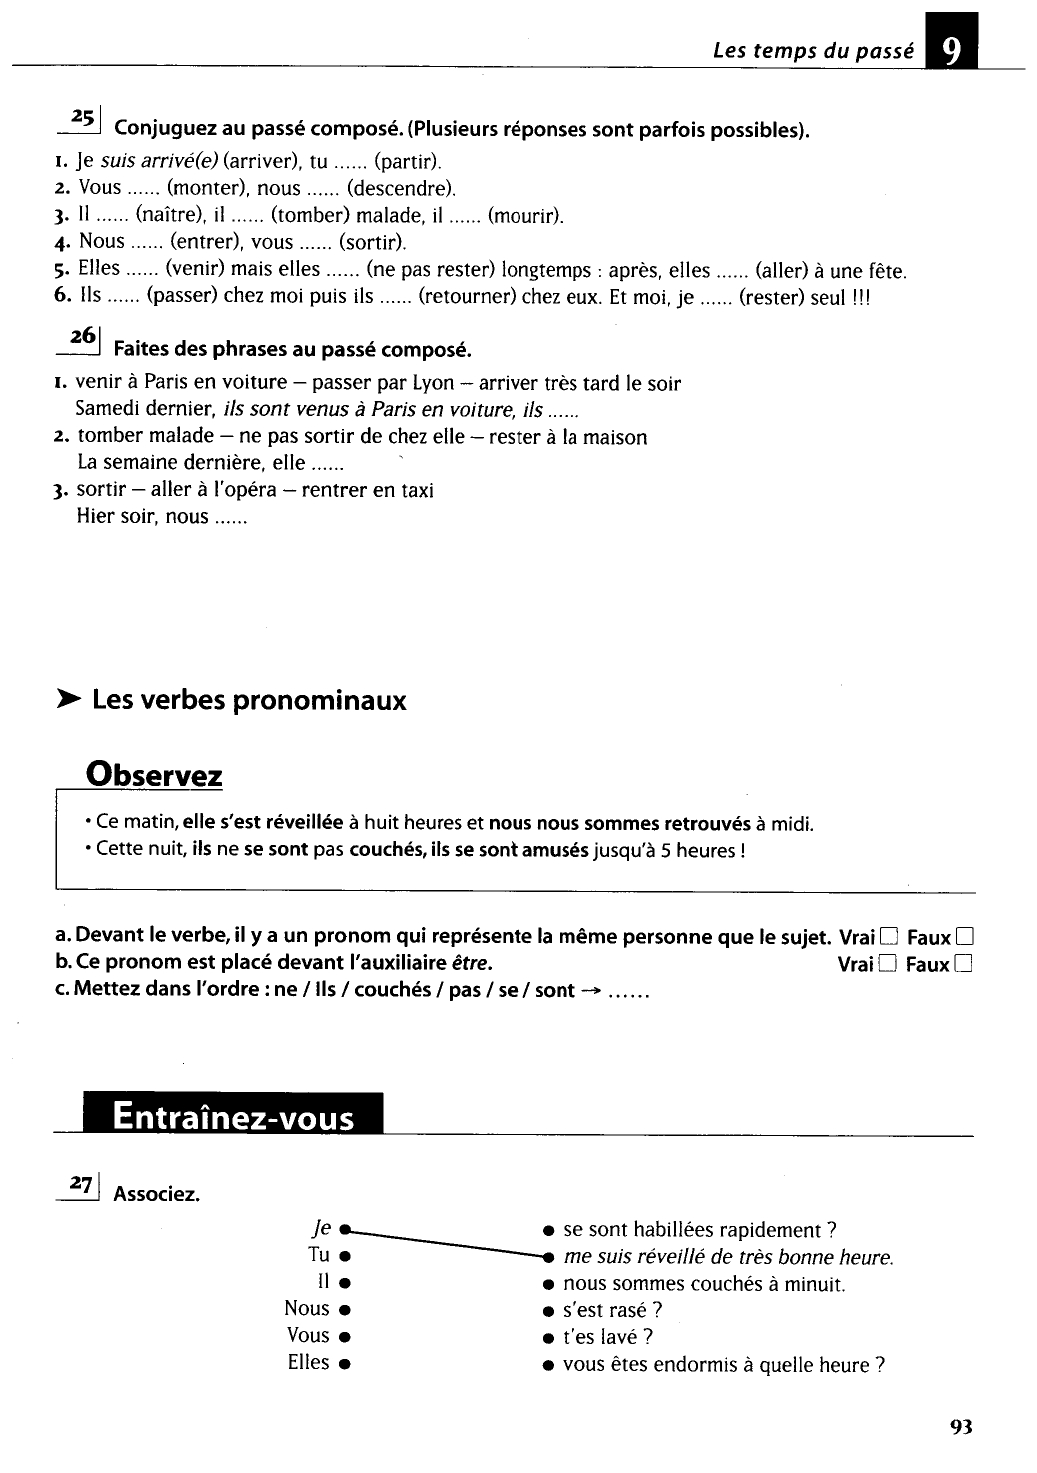 Les temps du passé 9
25 Conjuguez au passé composé. (Plusieurs réponses sont parfois possibles).
1. Je suis arrivé(e) (arriver), tu ...... (partir).
2. Vous ...... (monter), nous ...... (descendre).
3. Il ...... (naître), il ...... (tomber) malade, il ...... (mourir).
4. Nous ...... (entrer), vous ...... (sortir).
5. Elles ...... (venir) mais elles ...... (ne pas rester) longtemps : après, elles ...... (aller) à une fête.
6. Ils ...... (passer) chez moi puis ils ...... (retourner) chez eux. Et moi, je ...... (rester) seul !!!
26 Faites des phrases au passé composé.
1. venir à Paris en voiture – passer par Lyon – arriver très tard le soir
Samedi dernier, ils sont venus à Paris en voiture, ils ......
2. tomber malade – ne pas sortir de chez elle – rester à la maison
La semaine dernière, elle ......
3. sortir – aller à l'opéra – rentrer en taxi
Hier soir, nous ......
➤ Les verbes pronominaux
Observez
• Ce matin, elle s'est réveillée à huit heures et nous nous sommes retrouvés à midi.
• Cette nuit, ils ne se sont pas couchés, ils se sont amusés jusqu'à 5 heures !
a. Devant le verbe, il y a un pronom qui représente la même personne que le sujet. Vrai ☐ Faux ☐
b. Ce pronom est placé devant l'auxiliaire être. Vrai ☐ Faux ☐
c. Mettez dans l'ordre : ne / Ils / couchés / pas / se / sont → ......
Entraînez-vous
27 Associez.
Je • • se sont habillées rapidement ?
Tu • • me suis réveillé de très bonne heure.
Il • • nous sommes couchés à minuit.
Nous • • s'est rasé ?
Vous • • t'es lavé ?
Elles • • vous êtes endormis à quelle heure ?
93